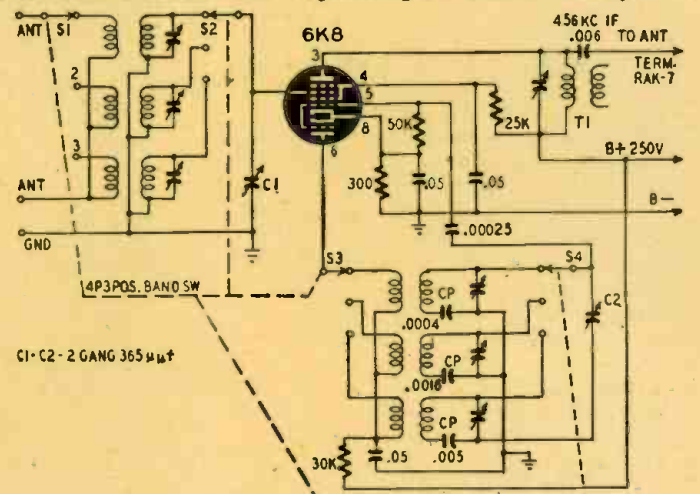 456KC IF
ANT S1 S2 6K8 .006 TO ANT
3 TERM.
RAK-7
4
2 5
8 50K 25K T1
6 B+ 250V
3 300 .05 .05
C1
ANT B-
.00025
GND
S3 S4
4P3POS. BAND SW CP C2
.0004
C1-C2-2 GANG 365µµf
CP
.0016
CP
30K .05 .005